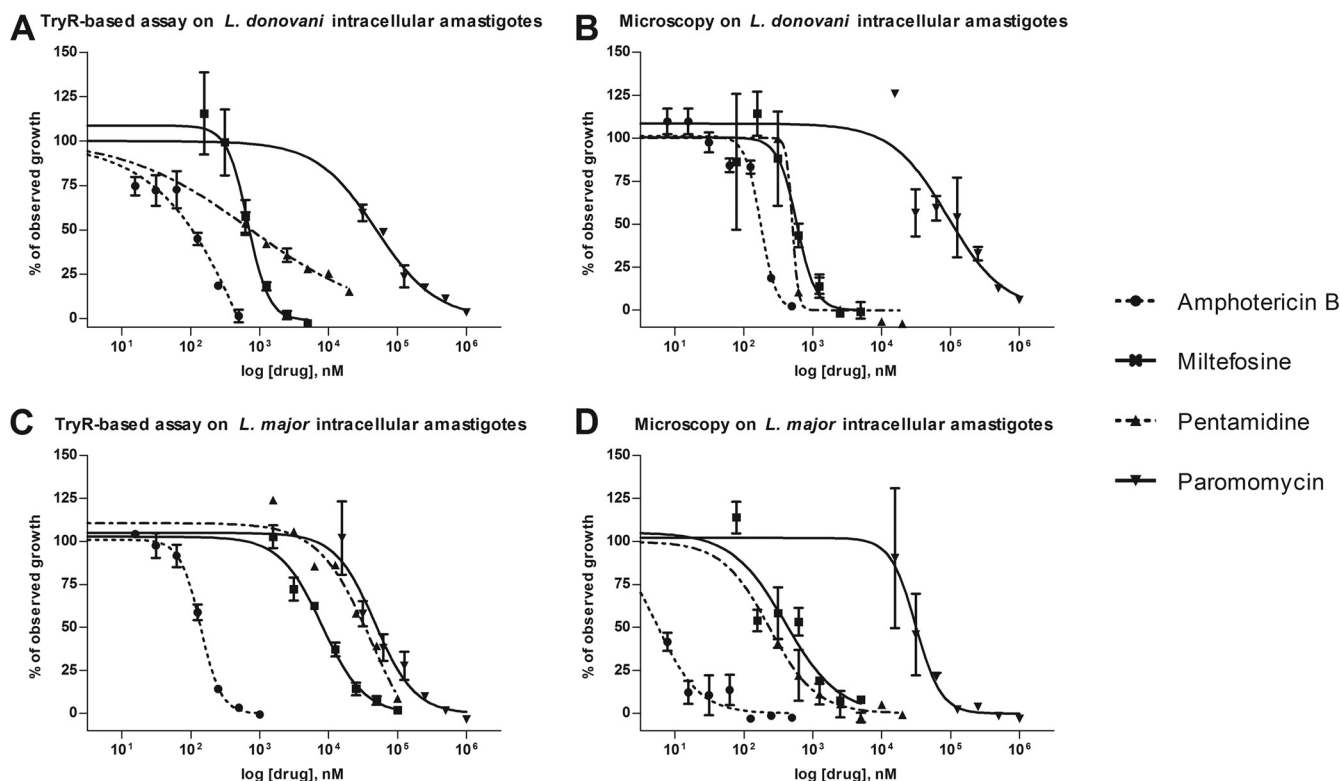 A TryR-based assay on L. donovani intracellular amastigotes
150
125
100
75
50
25
0
% of observed growth
10¹ 10² 10³ 10⁴ 10⁵ 10⁶
log [drug], nM
B Microscopy on L. donovani intracellular amastigotes
150
125
100
75
50
25
0
% of observed growth
10¹ 10² 10³ 10⁴ 10⁵ 10⁶
log [drug], nM
Amphotericin B
Miltefosine
Pentamidine
Paromomycin
C TryR-based assay on L. major intracellular amastigotes
150
125
100
75
50
25
0
% of observed growth
10¹ 10² 10³ 10⁴ 10⁵ 10⁶
log [drug], nM
D Microscopy on L. major intracellular amastigotes
150
125
100
75
50
25
0
% of observed growth
10¹ 10² 10³ 10⁴ 10⁵ 10⁶
log [drug], nM